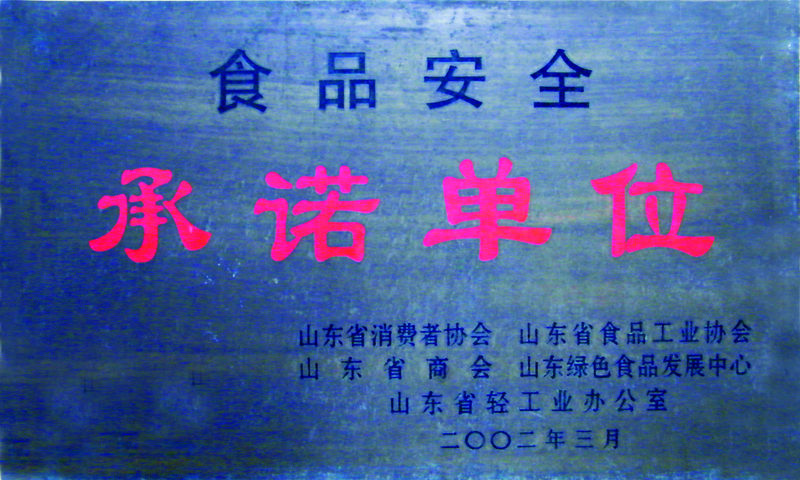 食品安全
承诺单位
山东省消费者协会 山东省食品工业协会
山东省商会 山东绿色食品发展中心
山东省轻工业办公室
二〇〇二年三月